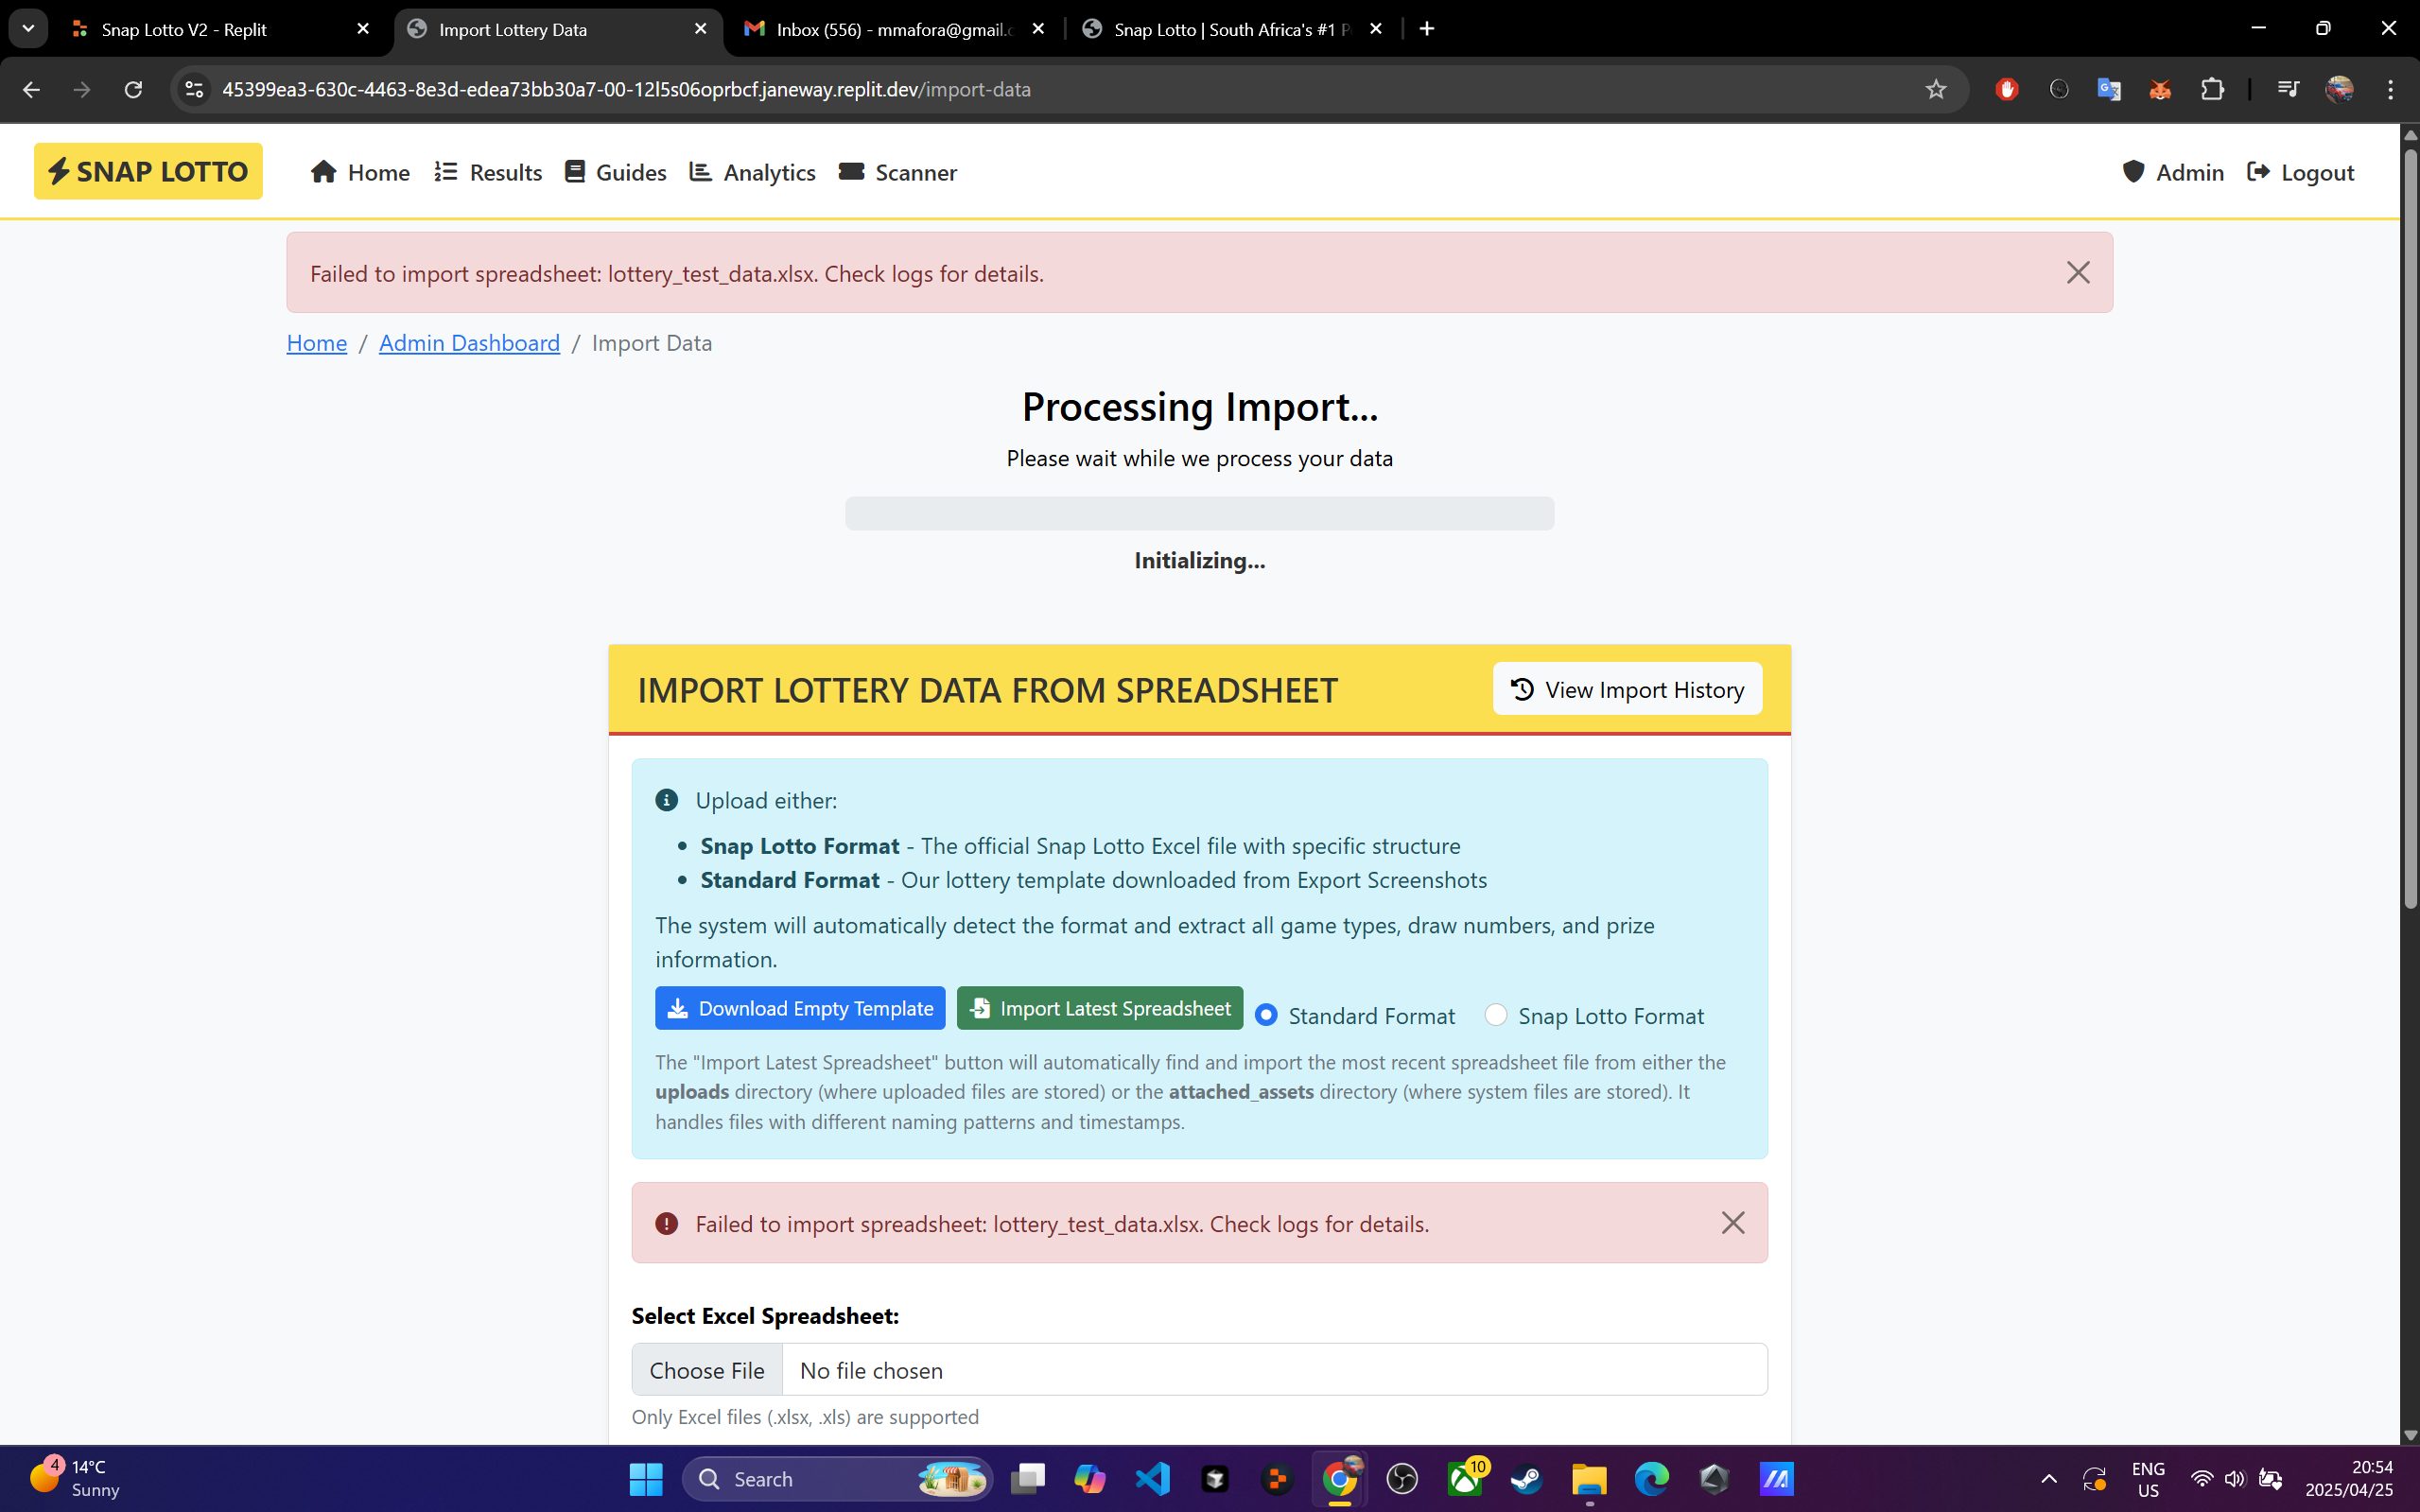 Snap Lotto V2 - Replit
Import Lottery Data
Inbox (556) - mmafora@gmail.c
Snap Lotto | South Africa's #1 P
45399ea3-630c-4463-8e3d-edea73bb30a7-00-12l5s06oprbcf.janeway.replit.dev/import-data
SNAP LOTTO
Home
Results
Guides
Analytics
Scanner
Admin
Logout
Failed to import spreadsheet: lottery_test_data.xlsx. Check logs for details.
Home / Admin Dashboard / Import Data
Processing Import...
Please wait while we process your data
Initializing...
IMPORT LOTTERY DATA FROM SPREADSHEET
View Import History
Upload either:
• Snap Lotto Format - The official Snap Lotto Excel file with specific structure
• Standard Format - Our lottery template downloaded from Export Screenshots
The system will automatically detect the format and extract all game types, draw numbers, and prize
information.
Download Empty Template
Import Latest Spreadsheet
Standard Format
Snap Lotto Format
The "Import Latest Spreadsheet" button will automatically find and import the most recent spreadsheet file from either the
uploads directory (where uploaded files are stored) or the attached_assets directory (where system files are stored). It
handles files with different naming patterns and timestamps.
Failed to import spreadsheet: lottery_test_data.xlsx. Check logs for details.
Select Excel Spreadsheet:
Choose File
No file chosen
Only Excel files (.xlsx, .xls) are supported
4
14°C
Sunny
Search
10
ENG
US
20:54
2025/04/25